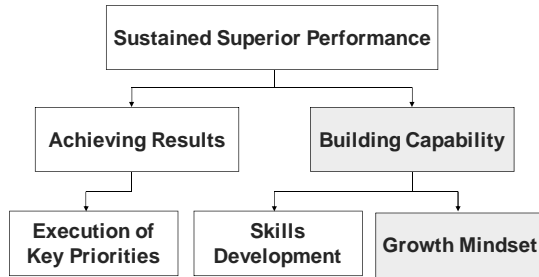 Sustained Superior Performance
Achieving Results
Building Capability
Execution of
Key Priorities
Skills
Development
Growth Mindset